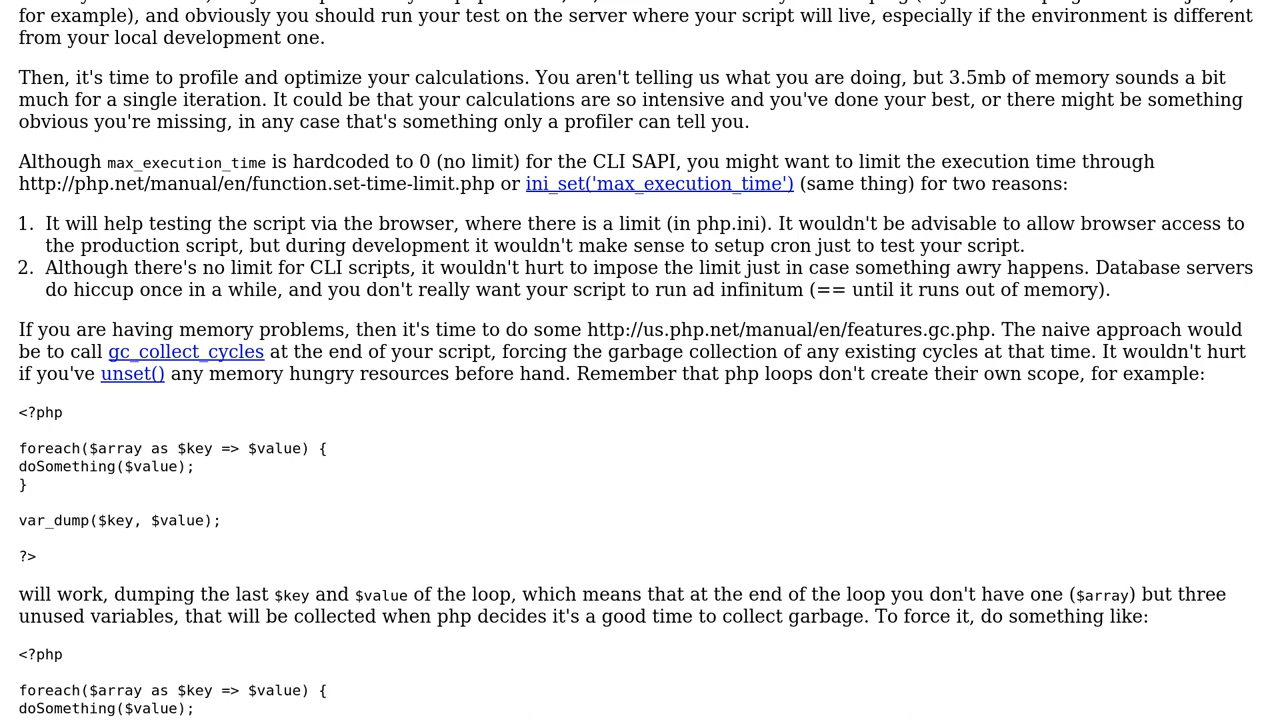 for example), and obviously you should run your test on the server where your script will live, especially if the environment is different
from your local development one.
Then, it's time to profile and optimize your calculations. You aren't telling us what you are doing, but 3.5mb of memory sounds a bit
much for a single iteration. It could be that your calculations are so intensive and you've done your best, or there might be something
obvious you're missing, in any case that's something only a profiler can tell you.
Although max_execution_time is hardcoded to 0 (no limit) for the CLI SAPI, you might want to limit the execution time through
http://php.net/manual/en/function.set-time-limit.php or ini_set('max_execution_time') (same thing) for two reasons:
1. It will help testing the script via the browser, where there is a limit (in php.ini). It wouldn't be advisable to allow browser access to
the production script, but during development it wouldn't make sense to setup cron just to test your script.
2. Although there's no limit for CLI scripts, it wouldn't hurt to impose the limit just in case something awry happens. Database servers
do hiccup once in a while, and you don't really want your script to run ad infinitum (== until it runs out of memory).
If you are having memory problems, then it's time to do some http://us.php.net/manual/en/features.gc.php. The naive approach would
be to call gc_collect_cycles at the end of your script, forcing the garbage collection of any existing cycles at that time. It wouldn't hurt
if you've unset() any memory hungry resources before hand. Remember that php loops don't create their own scope, for example:
<?php
foreach($array as $key => $value) {
doSomething($value);
}
var_dump($key, $value);
?>
will work, dumping the last $key and $value of the loop, which means that at the end of the loop you don't have one ($array) but three
unused variables, that will be collected when php decides it's a good time to collect garbage. To force it, do something like:
<?php
foreach($array as $key => $value) {
doSomething($value);